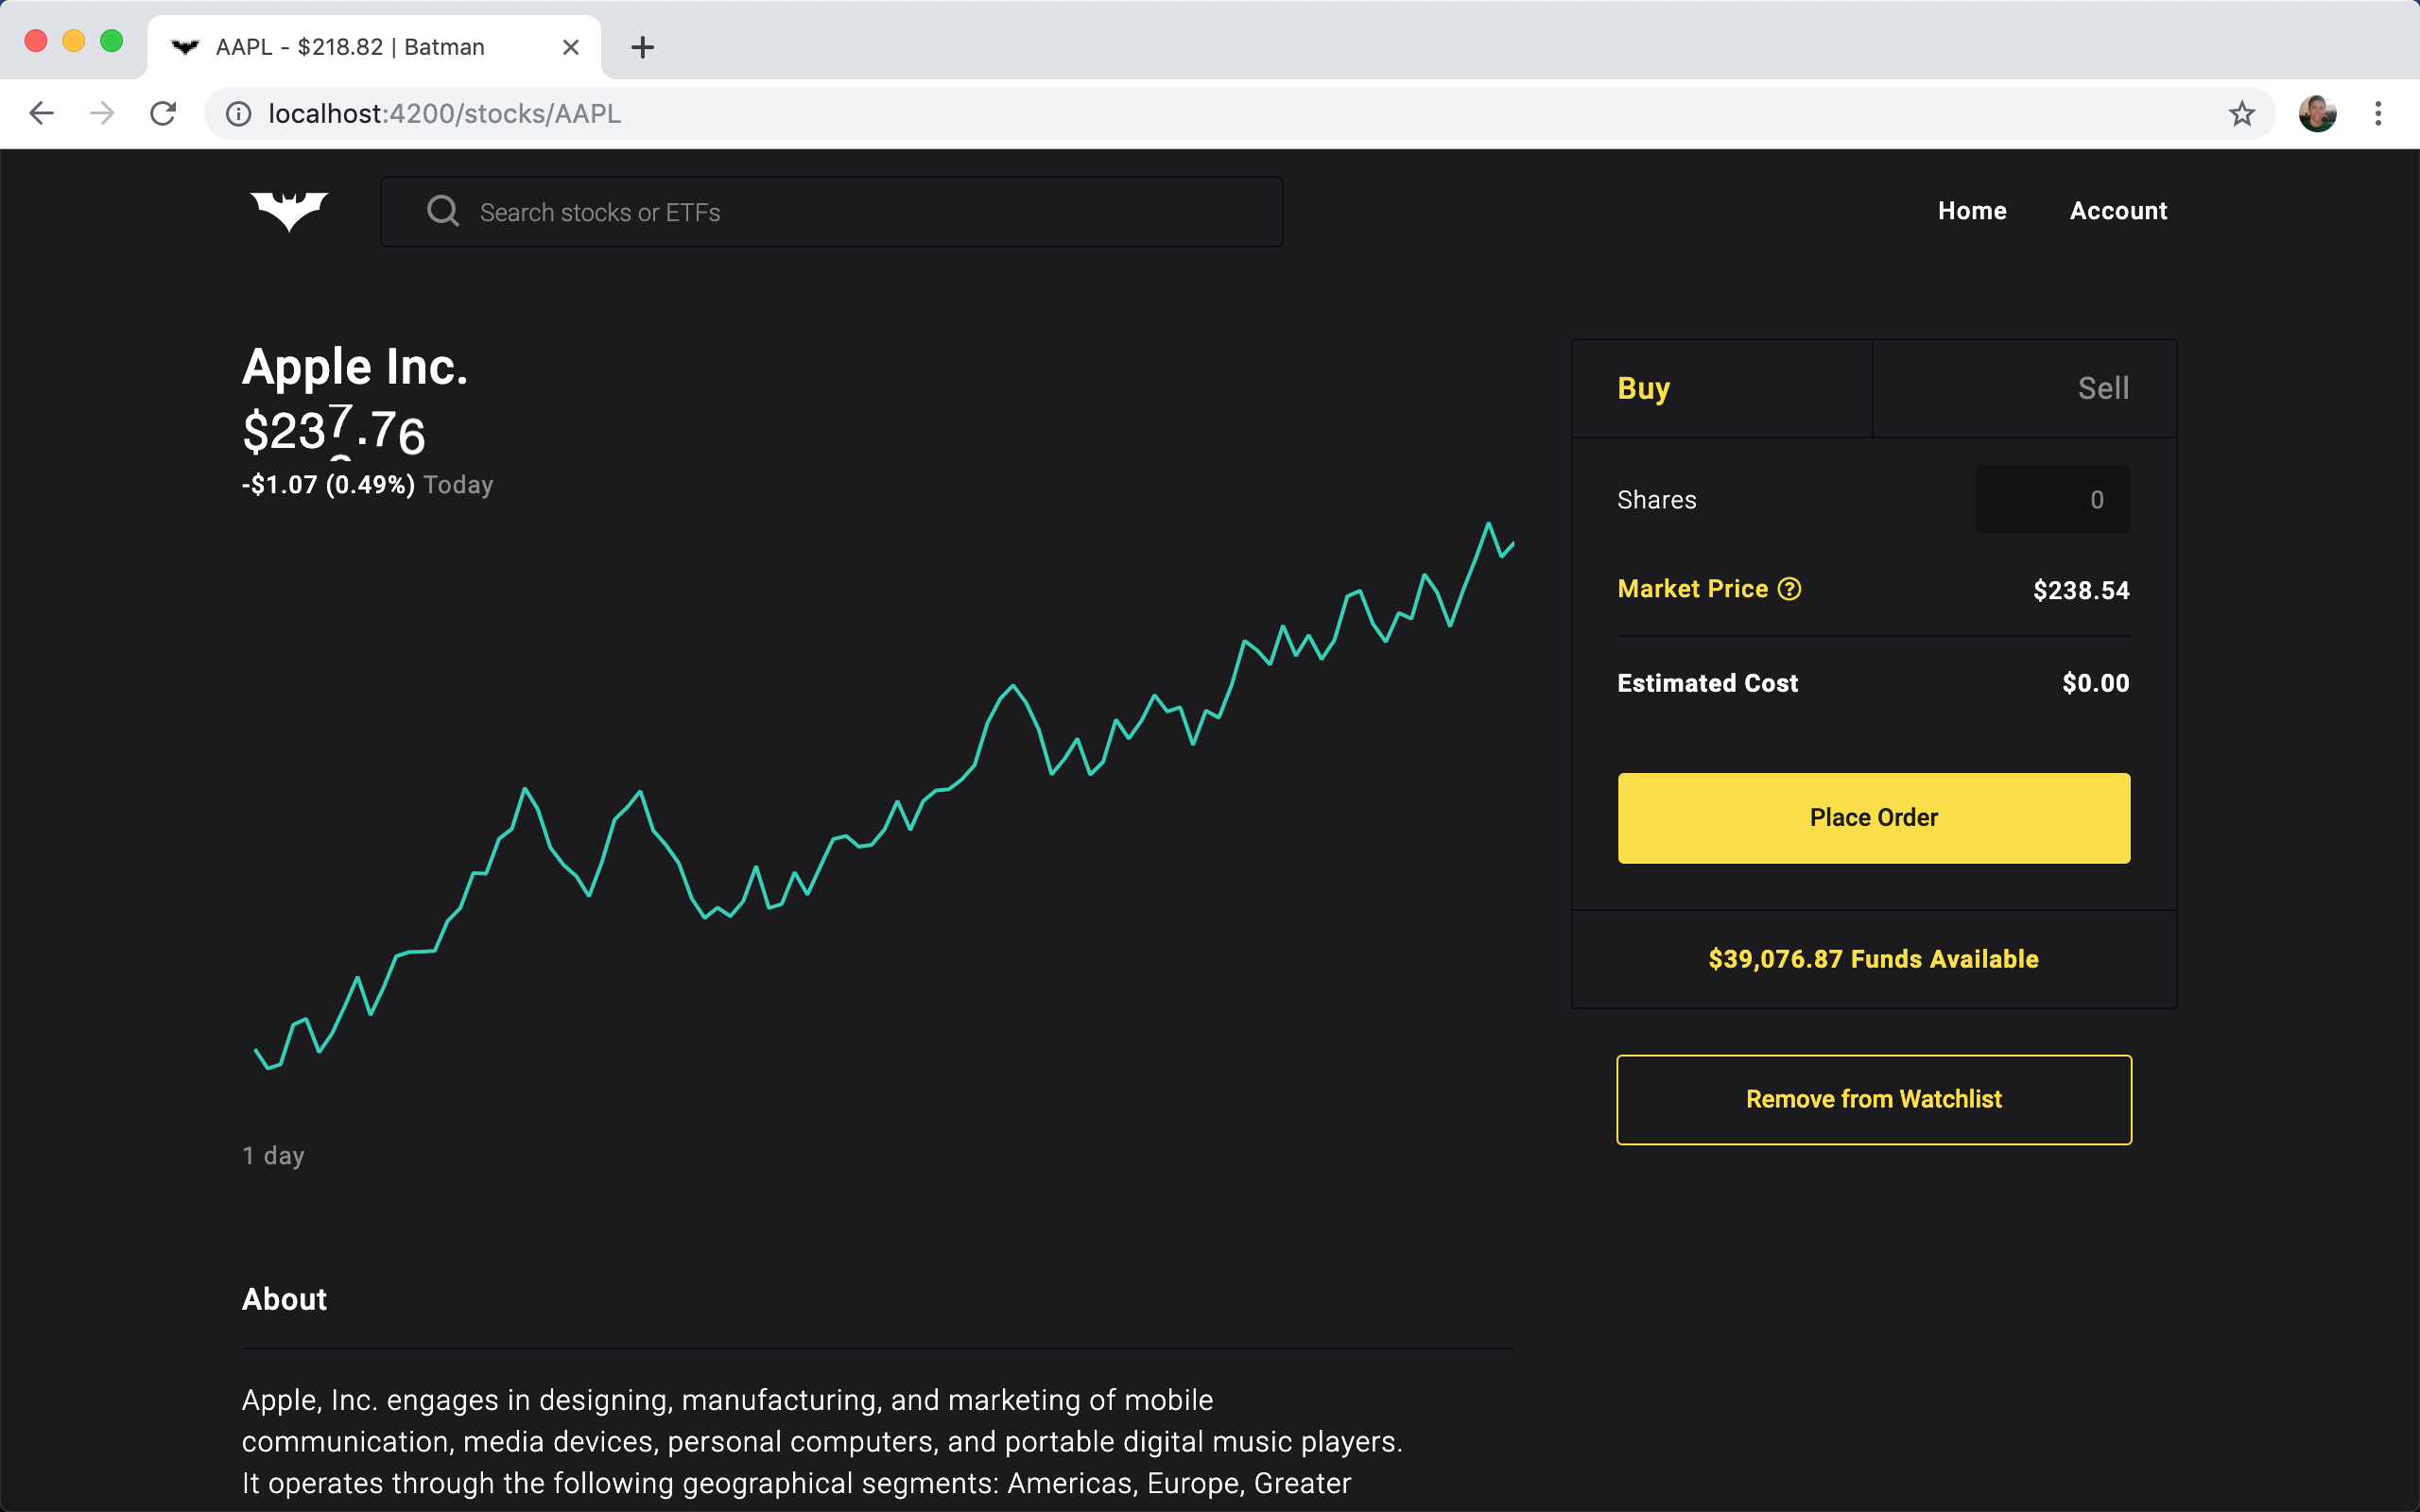 AAPL - $218.82 | Batman
localhost:4200/stocks/AAPL
Search stocks or ETFs
Home Account
Apple Inc.
$237.76
-$1.07 (0.49%) Today
Buy Sell
Shares 0
Market Price $238.54
Estimated Cost $0.00
Place Order
$39,076.87 Funds Available
Remove from Watchlist
1 day
About
Apple, Inc. engages in designing, manufacturing, and marketing of mobile
communication, media devices, personal computers, and portable digital music players.
It operates through the following geographical segments: Americas, Europe, Greater